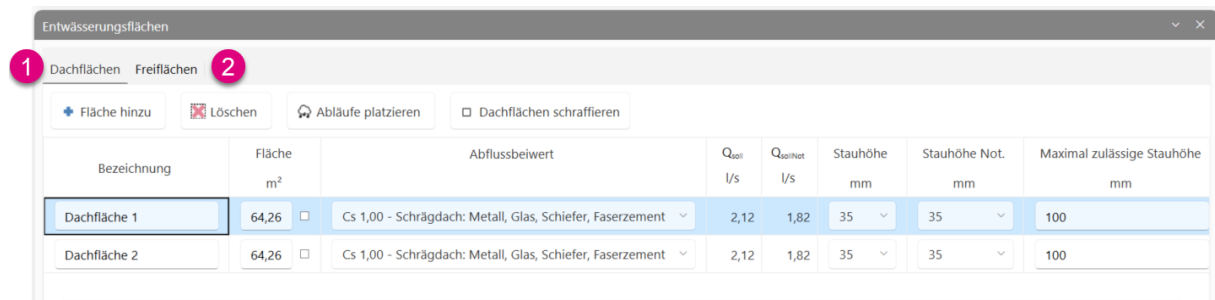 Entwässerungsflächen
1 Dachflächen Freiflächen 2
Fläche hinzu Löschen Abläufe platzieren Dachflächen schraffieren
Bezeichnung Fläche m² Abflussbeiwert Qsoll l/s QsollNot l/s Stauhöhe mm Stauhöhe Not. mm Maximal zulässige Stauhöhe mm
Dachfläche 1 64,26 Cs 1,00 - Schrägdach: Metall, Glas, Schiefer, Faserzement 2,12 1,82 35 35 100
Dachfläche 2 64,26 Cs 1,00 - Schrägdach: Metall, Glas, Schiefer, Faserzement 2,12 1,82 35 35 100